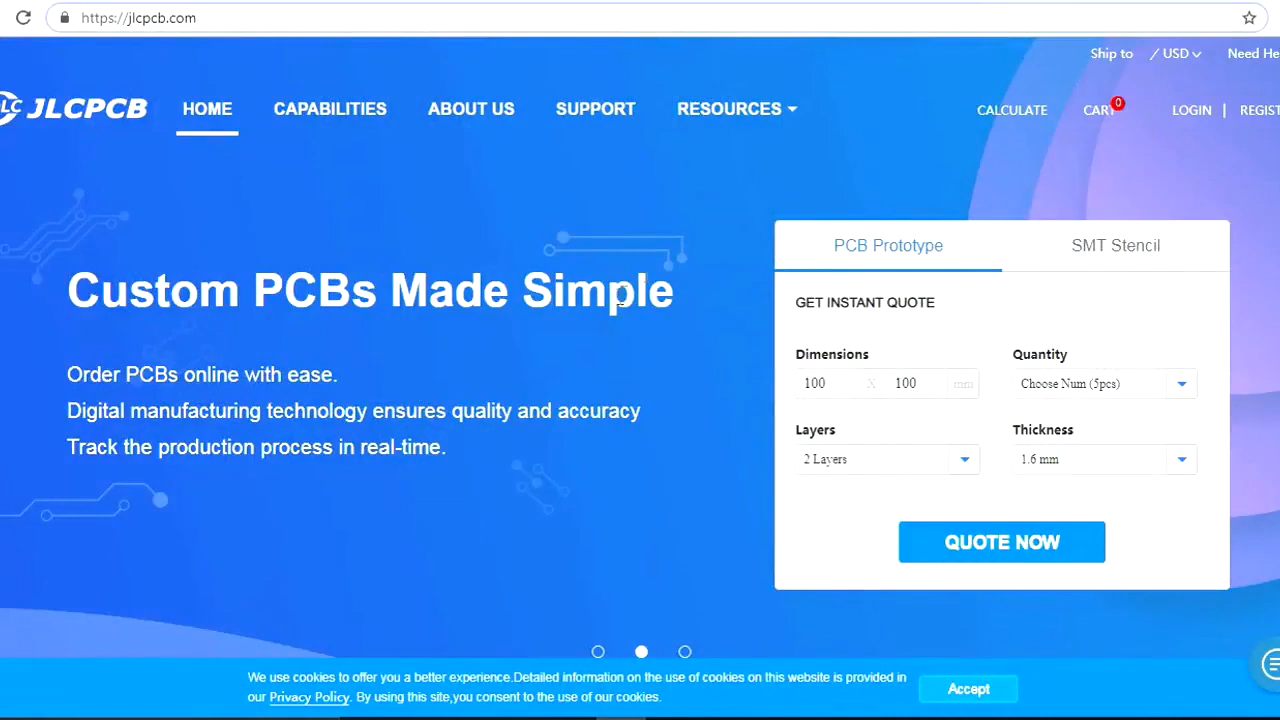 https://jlcpcb.com
Ship to / USD Need He
JLC JLCPCB HOME CAPABILITIES ABOUT US SUPPORT RESOURCES CALCULATE CART 0 LOGIN | REGIST
Custom PCBs Made Simple
Order PCBs online with ease.
Digital manufacturing technology ensures quality and accuracy
Track the production process in real-time.
PCB Prototype SMT Stencil
GET INSTANT QUOTE
Dimensions Quantity
100 X 100 mm Choose Num (5pcs)
Layers Thickness
2 Layers 1.6 mm
QUOTE NOW
We use cookies to offer you a better experience.Detailed information on the use of cookies on this website is provided in
our Privacy Policy. By using this site,you consent to the use of our cookies.
Accept